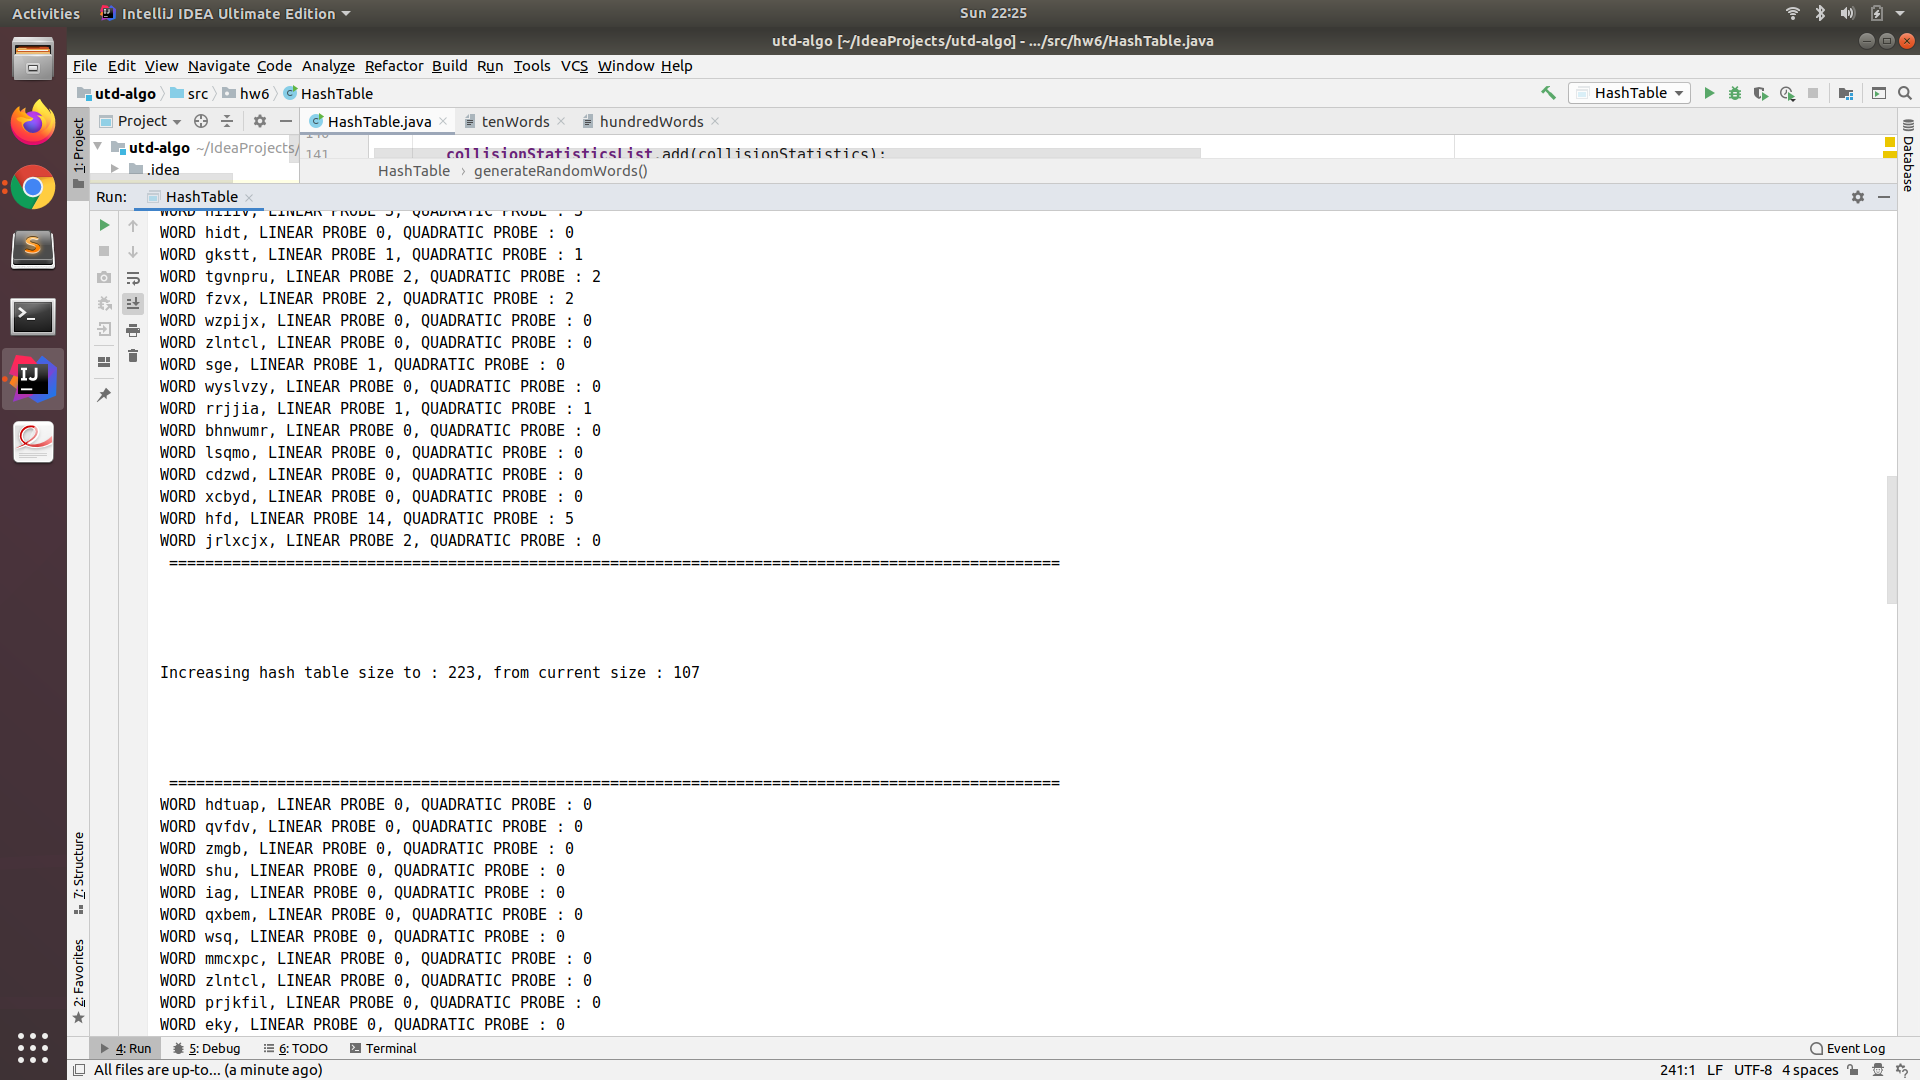 Activities IntelliJ IDEA Ultimate Edition Sun 22:25
utd-algo [~/IdeaProjects/utd-algo] - .../src/hw6/HashTable.java
File Edit View Navigate Code Analyze Refactor Build Run Tools VCS Window Help
utd-algo src hw6 HashTable HashTable
Project HashTable.java tenWords hundredWords
utd-algo ~/IdeaProjects/
141 collisionStatisticsList.add(collisionStatistics);
.idea
HashTable › generateRandomWords()
1: Project
Database
Run: HashTable
WORD hidt, LINEAR PROBE 0, QUADRATIC PROBE : 0
WORD gkstt, LINEAR PROBE 1, QUADRATIC PROBE : 1
WORD tgvnpru, LINEAR PROBE 2, QUADRATIC PROBE : 2
WORD fzvx, LINEAR PROBE 2, QUADRATIC PROBE : 2
WORD wzpijx, LINEAR PROBE 0, QUADRATIC PROBE : 0
WORD zlntcl, LINEAR PROBE 0, QUADRATIC PROBE : 0
WORD sge, LINEAR PROBE 1, QUADRATIC PROBE : 0
WORD wyslvzy, LINEAR PROBE 0, QUADRATIC PROBE : 0
WORD rrjjia, LINEAR PROBE 1, QUADRATIC PROBE : 1
WORD bhnwumr, LINEAR PROBE 0, QUADRATIC PROBE : 0
WORD lsqmo, LINEAR PROBE 0, QUADRATIC PROBE : 0
WORD cdzwd, LINEAR PROBE 0, QUADRATIC PROBE : 0
WORD xcbyd, LINEAR PROBE 0, QUADRATIC PROBE : 0
WORD hfd, LINEAR PROBE 14, QUADRATIC PROBE : 5
WORD jrlxcjx, LINEAR PROBE 2, QUADRATIC PROBE : 0
===================================================================================================
Increasing hash table size to : 223, from current size : 107
===================================================================================================
WORD hdtuap, LINEAR PROBE 0, QUADRATIC PROBE : 0
WORD qvfdv, LINEAR PROBE 0, QUADRATIC PROBE : 0
WORD zmgb, LINEAR PROBE 0, QUADRATIC PROBE : 0
WORD shu, LINEAR PROBE 0, QUADRATIC PROBE : 0
WORD iag, LINEAR PROBE 0, QUADRATIC PROBE : 0
WORD qxbem, LINEAR PROBE 0, QUADRATIC PROBE : 0
WORD wsq, LINEAR PROBE 0, QUADRATIC PROBE : 0
WORD mmcxpc, LINEAR PROBE 0, QUADRATIC PROBE : 0
WORD zlntcl, LINEAR PROBE 0, QUADRATIC PROBE : 0
WORD prjkfil, LINEAR PROBE 0, QUADRATIC PROBE : 0
WORD eky, LINEAR PROBE 0, QUADRATIC PROBE : 0
7: Structure
2: Favorites
4: Run 5: Debug 6: TODO Terminal Event Log
All files are up-to... (a minute ago) 241:1 LF UTF-8 4 spaces